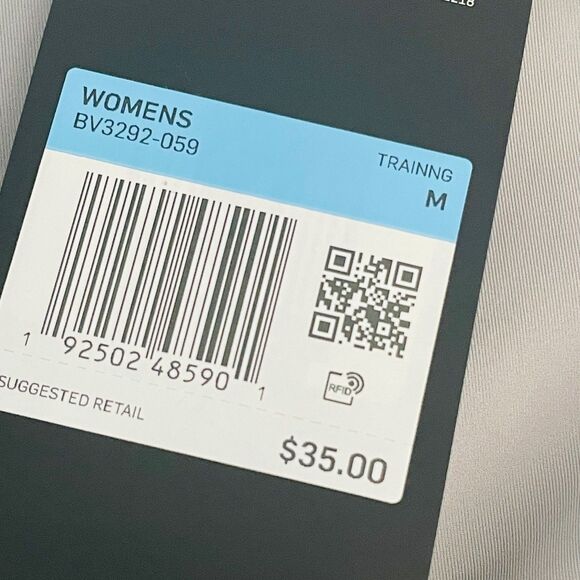 WOMENS
BV3292-059
TRAINNG
M
1 92502 48590 1
RFID
SUGGESTED RETAIL
$35.00